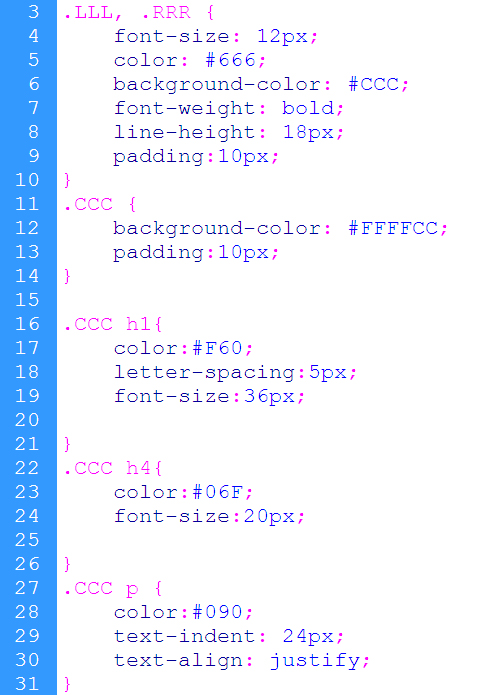 3 .LLL, .RRR {
4     font-size: 12px;
5     color: #666;
6     background-color: #CCC;
7     font-weight: bold;
8     line-height: 18px;
9     padding:10px;
10 }
11 .CCC {
12     background-color: #FFFFCC;
13     padding:10px;
14 }
15
16 .CCC h1{
17     color:#F60;
18     letter-spacing:5px;
19     font-size:36px;
20
21 }
22 .CCC h4{
23     color:#06F;
24     font-size:20px;
25
26 }
27 .CCC p {
28     color:#090;
29     text-indent: 24px;
30     text-align: justify;
31 }